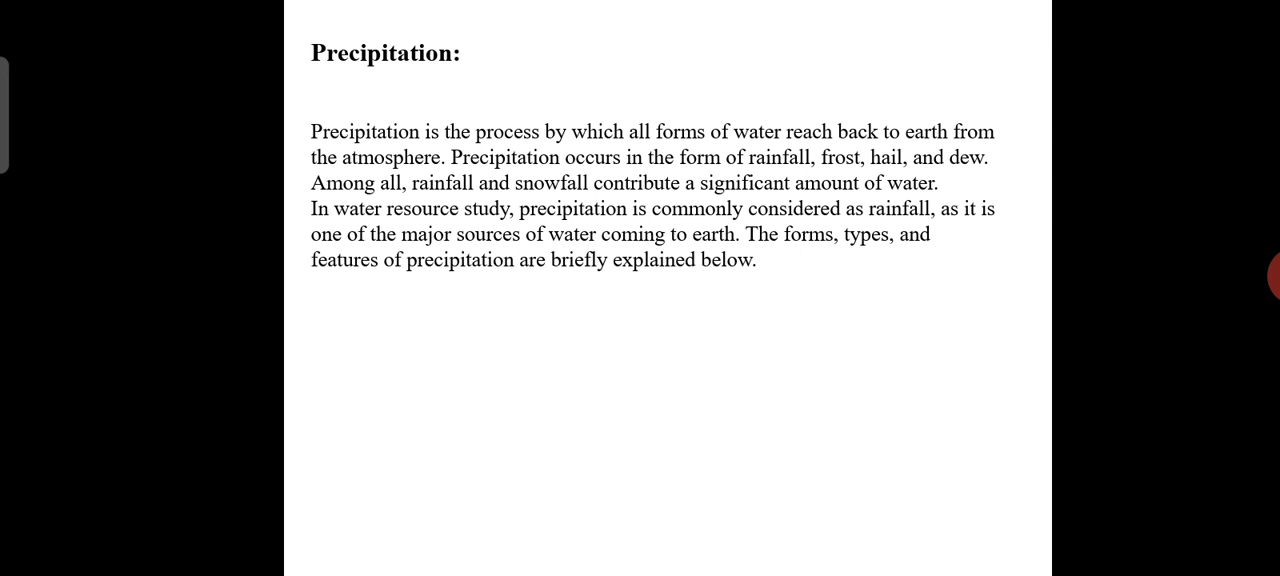 Precipitation:
Precipitation is the process by which all forms of water reach back to earth from
the atmosphere. Precipitation occurs in the form of rainfall, frost, hail, and dew.
Among all, rainfall and snowfall contribute a significant amount of water.
In water resource study, precipitation is commonly considered as rainfall, as it is
one of the major sources of water coming to earth. The forms, types, and
features of precipitation are briefly explained below.